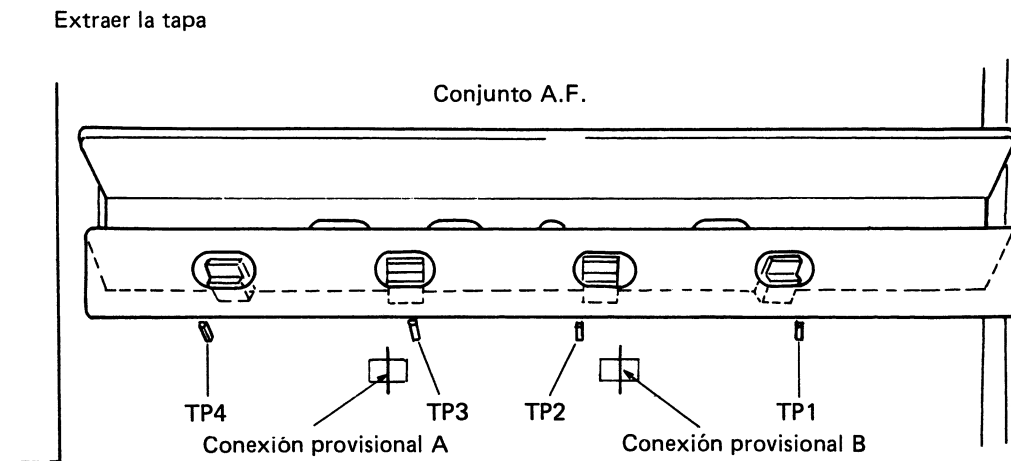 Extraer la tapa
Conjunto A.F.
TP4 TP3 TP2 TP1
Conexión provisional A Conexión provisional B